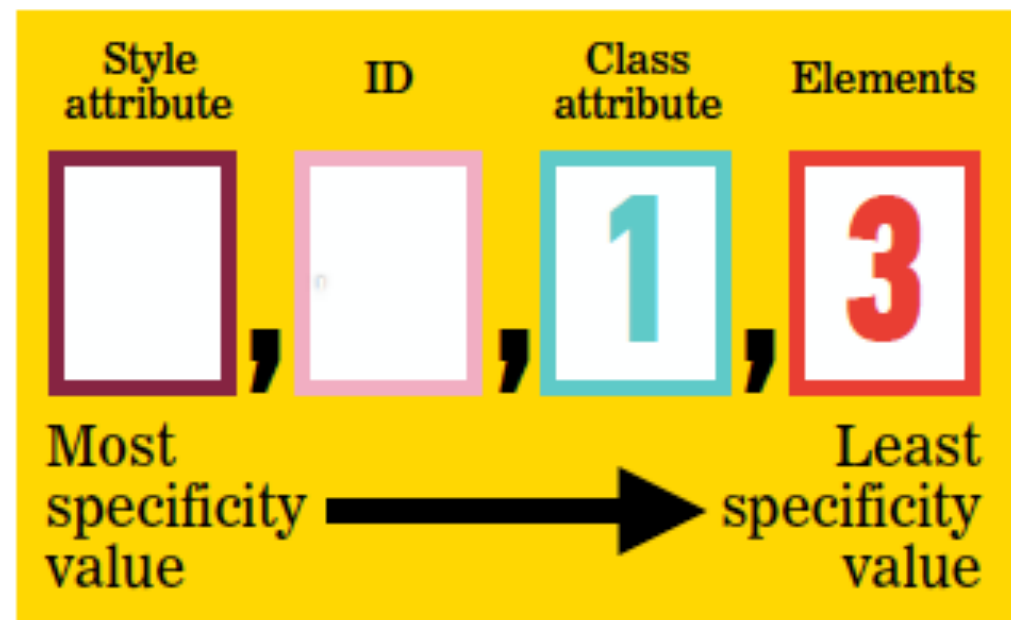 Style
attribute
ID
Class
attribute
Elements
, , 1 , 3
Most
specificity
value
Least
specificity
value